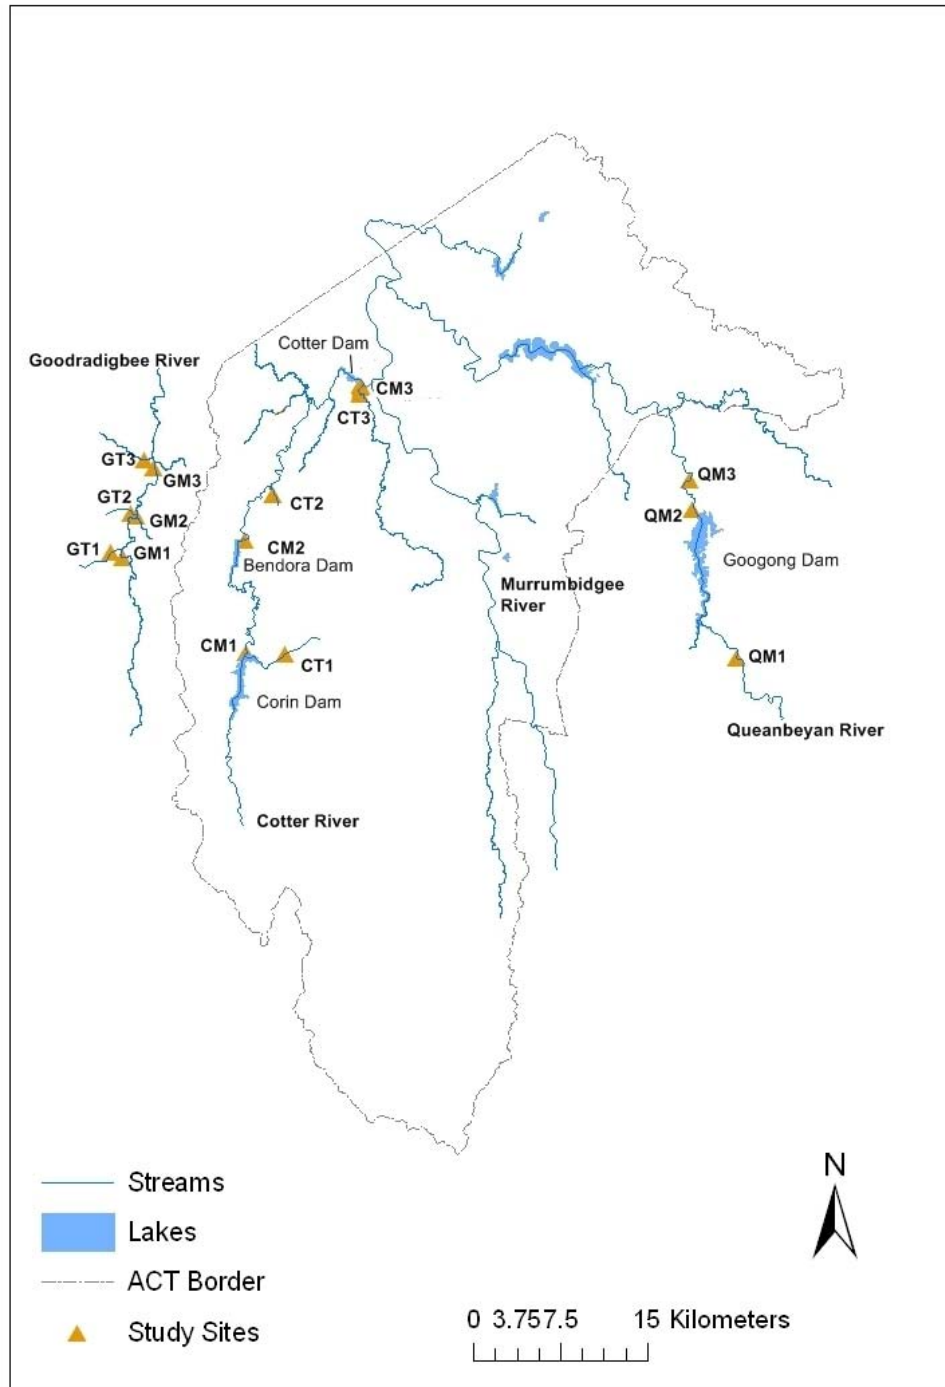 Cotter Dam
Goodradigbee River
CM3
CT3
GT3
GM3
QM3
CT2
GT2
GM2
QM2
CM2
GT1
GM1
Bendora Dam
Googong Dam
Murrumbidgee
River
CM1
CT1
QM1
Corin Dam
Queanbeyan River
Cotter River
N
Streams
Lakes
ACT Border
Study Sites
0 3.757.5 15 Kilometers